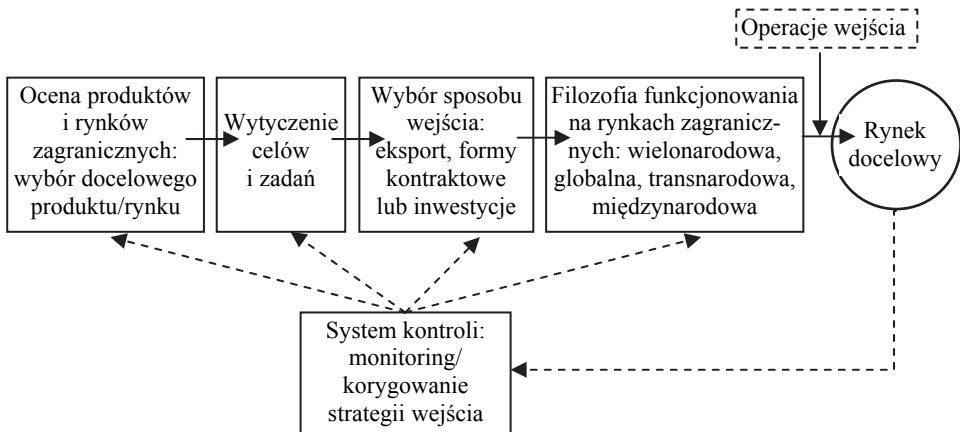 Operacje wejścia
Ocena produktów
i rynków
zagranicznych:
wybór docelowego
produktu/rynku
Wytyczenie
celów
i zadań
Wybór sposobu
wejścia:
eksport, formy
kontraktowe
lub inwestycje
Filozofia funkcjonowania
na rynkach zagranicz-
nych: wielonarodowa,
globalna, transnarodowa,
międzynarodowa
Rynek
docelowy
System kontroli:
monitoring/
korygowanie
strategii wejścia